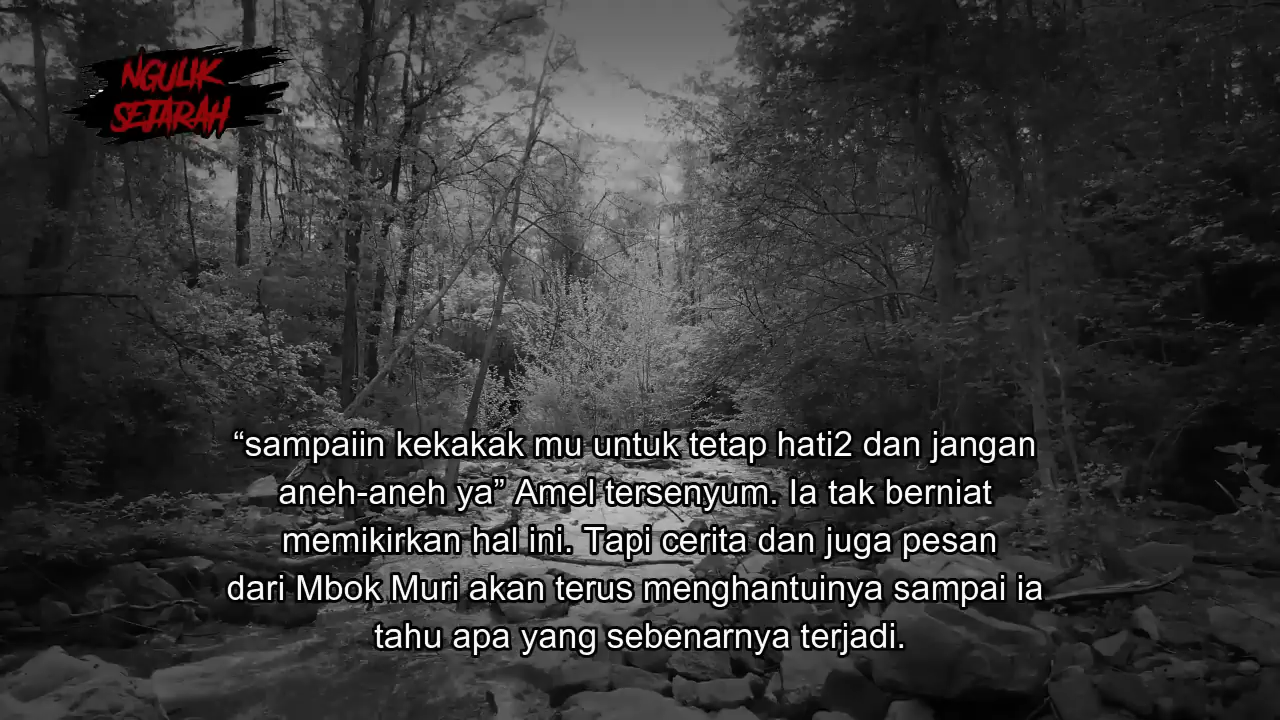 NGULIK
SEJARAH
“sampaiin kekakak mu untuk tetap hati2 dan jangan
aneh-aneh ya” Amel tersenyum. Ia tak berniat
memikirkan hal ini. Tapi cerita dan juga pesan
dari Mbok Muri akan terus menghantuinya sampai ia
tahu apa yang sebenarnya terjadi.